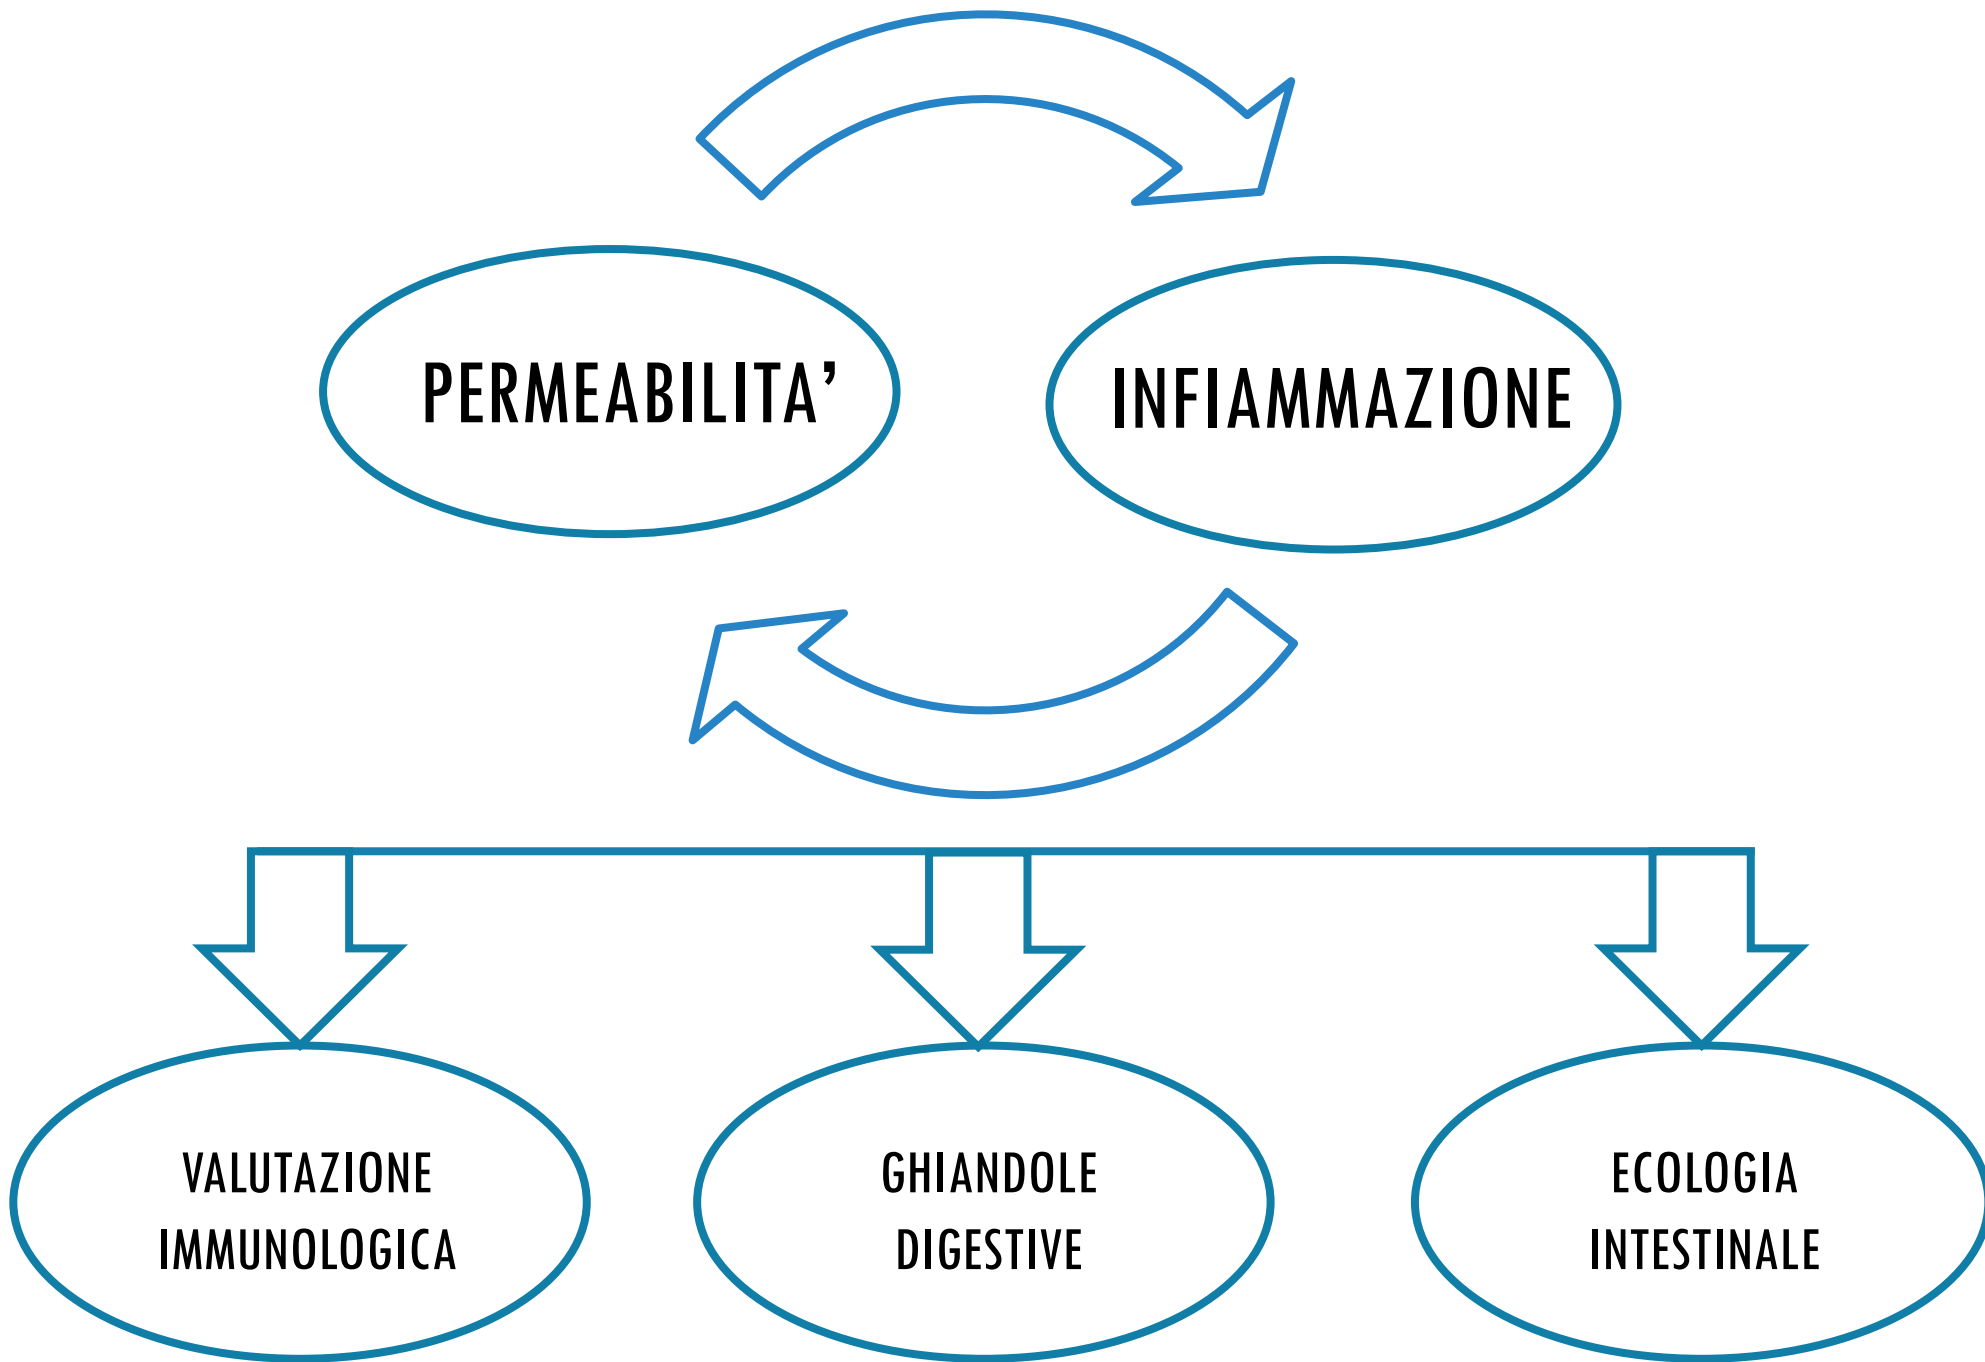 PERMEABILITA’
INFIAMMAZIONE
VALUTAZIONE
IMMUNOLOGICA
GHIANDOLE
DIGESTIVE
ECOLOGIA
INTESTINALE